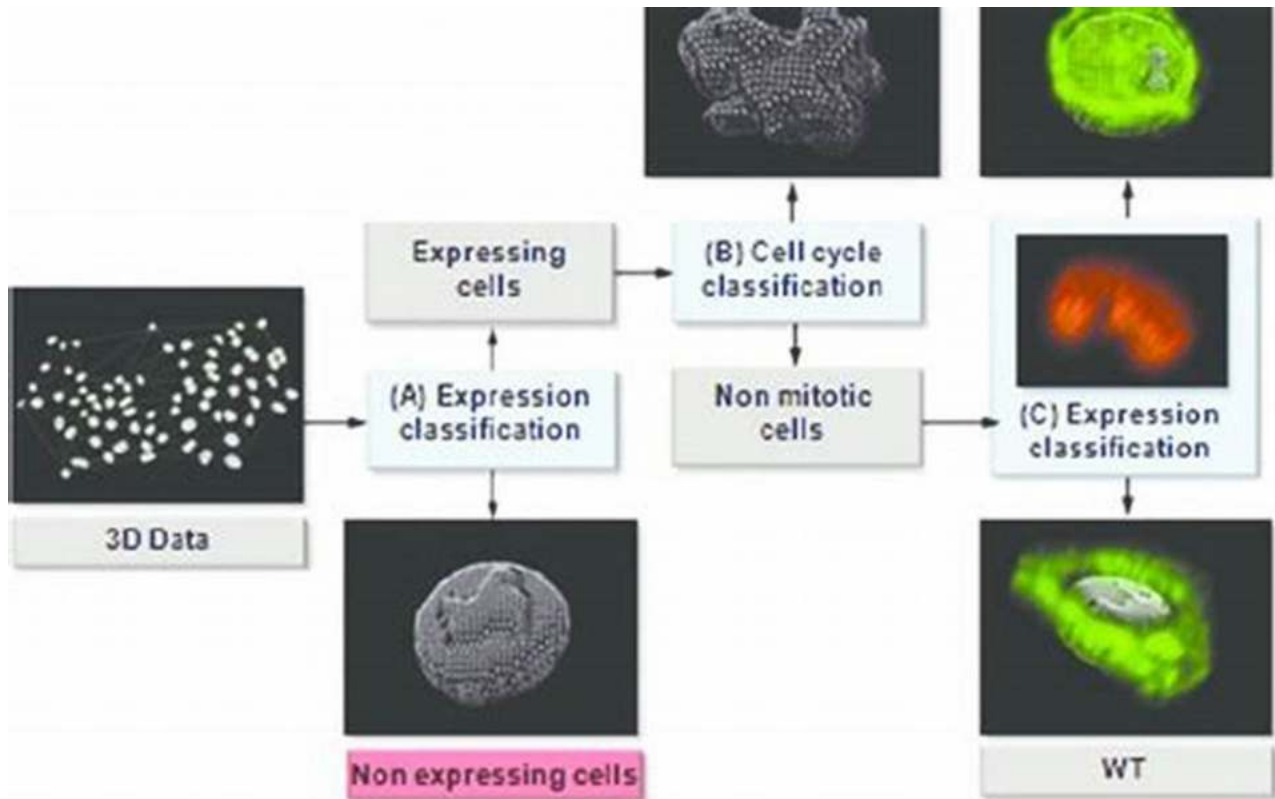 Expressing
cells
(B) Cell cycle
classification
(A) Expression
classification
Non mitotic
cells
(C) Expression
classification
3D Data
Non expressing cells
WT